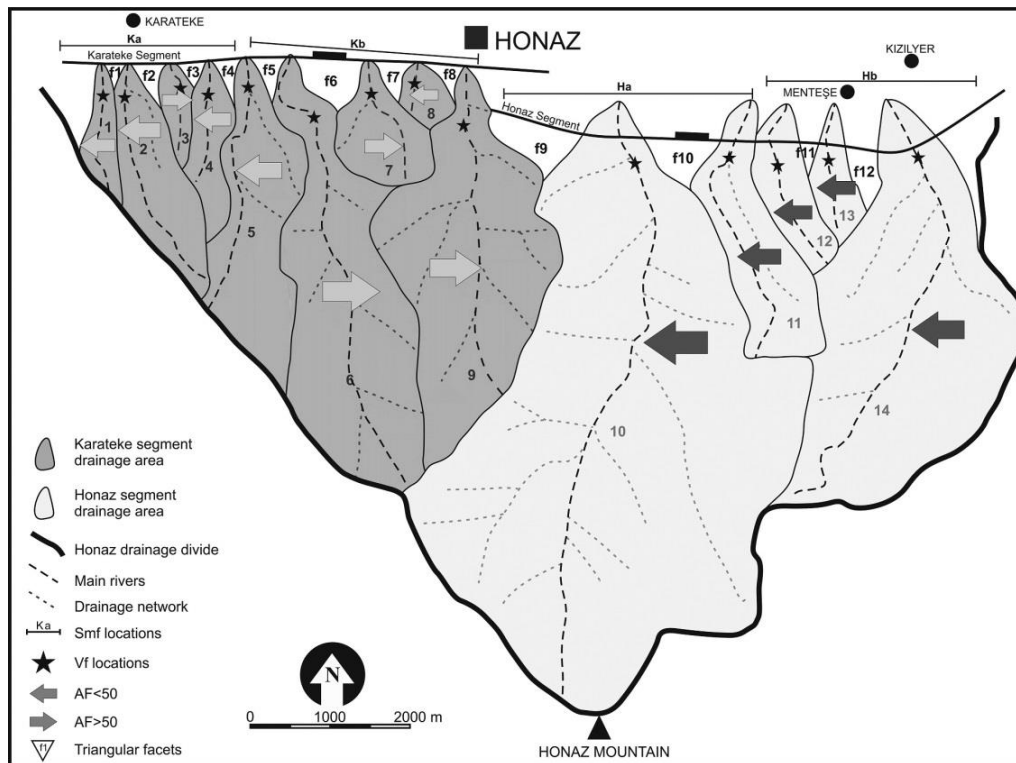 KARATEKE
Ka
Karateke Segment
Kb
HONAZ
KIZILYER
Hb
MENTEŞE
Ha
Honaz Segment
f1
f2
f3
f4
f5
f6
f7
f8
f9
f10
f11
f12
1
2
3
4
5
6
7
8
9
10
11
12
13
14
Karateke segment
drainage area
Honaz segment
drainage area
Honaz drainage divide
Main rivers
Drainage network
Ka
Smf locations
Vf locations
AF<50
AF>50
f1
Triangular facets
N
0 1000 2000 m
HONAZ MOUNTAIN